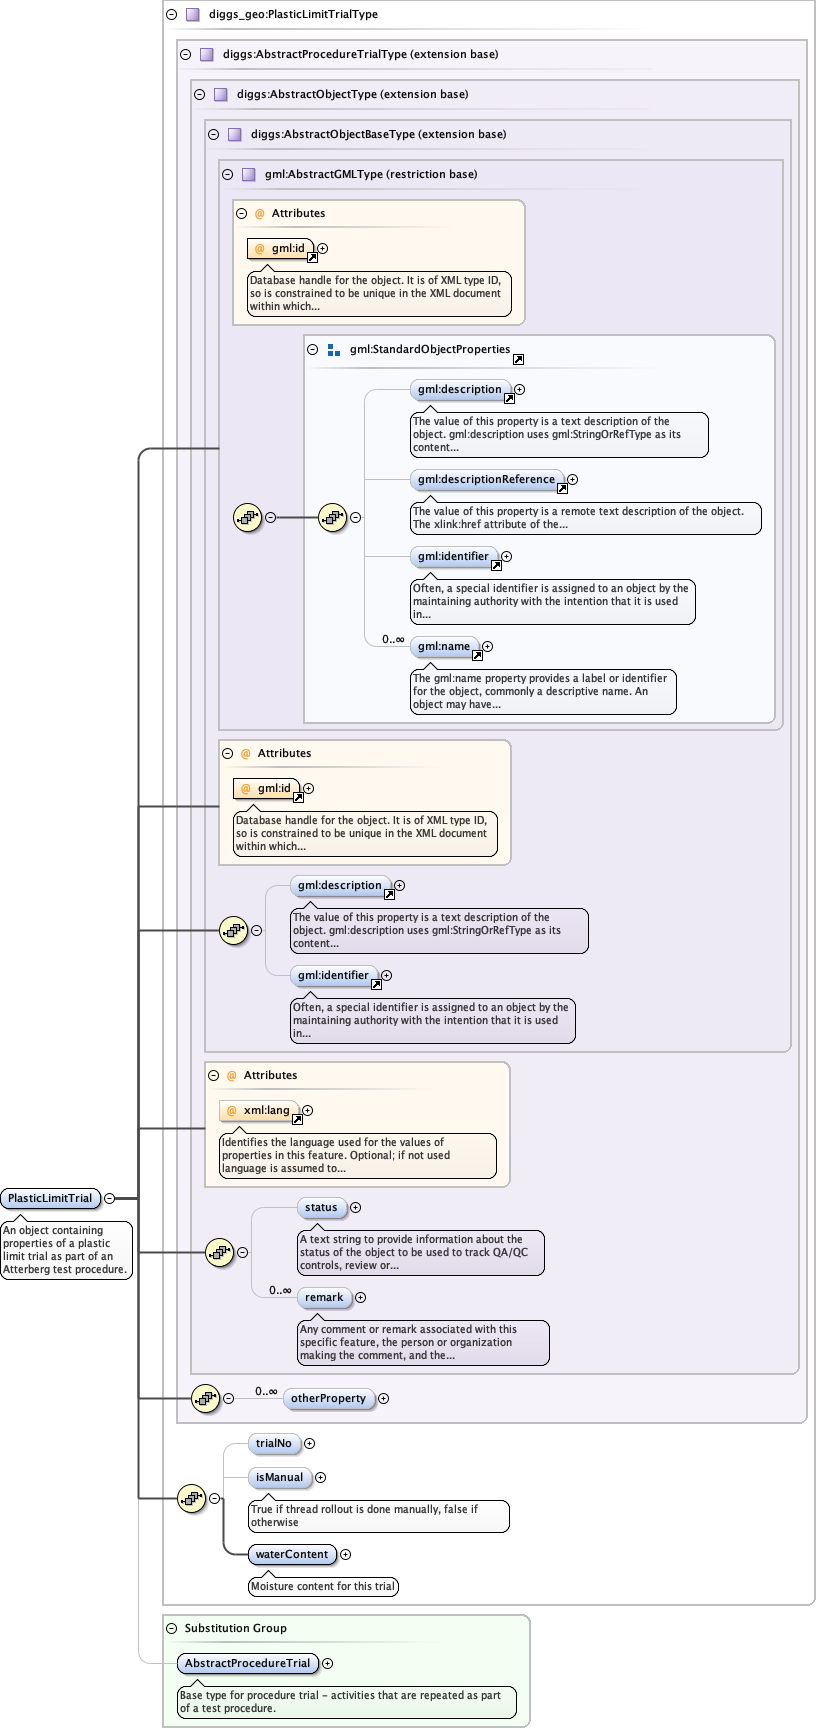 diggs_geo:PlasticLimitTrialType
diggs:AbstractProcedureTrialType (extension base)
diggs:AbstractObjectType (extension base)
diggs:AbstractObjectBaseType (extension base)
gml:AbstractGMLType (restriction base)
@ Attributes
@ gml:id
Database handle for the object. It is of XML type ID,
so is constrained to be unique in the XML document
within which...
gml:StandardObjectProperties
gml:description
The value of this property is a text description of the
object. gml:description uses gml:StringOrRefType as its
content...
gml:descriptionReference
The value of this property is a remote text description of the object.
The xlink:href attribute of the...
gml:identifier
Often, a special identifier is assigned to an object by the
maintaining authority with the intention that it is used
in...
0..∞
gml:name
The gml:name property provides a label or identifier
for the object, commonly a descriptive name. An
object may have...
@ Attributes
@ gml:id
Database handle for the object. It is of XML type ID,
so is constrained to be unique in the XML document
within which...
gml:description
The value of this property is a text description of the
object. gml:description uses gml:StringOrRefType as its
content...
gml:identifier
Often, a special identifier is assigned to an object by the
maintaining authority with the intention that it is used
in...
@ Attributes
@ xml:lang
Identifies the language used for the values of
properties in this feature. Optional; if not used
language is assumed to...
PlasticLimitTrial
An object containing
properties of a plastic
limit trial as part of an
Atterberg test procedure.
status
A text string to provide information about the
status of the object to be used to track QA/QC
controls, review or...
0..∞
remark
Any comment or remark associated with this
specific feature, the person or organization
making the comment, and the...
0..∞
otherProperty
trialNo
isManual
True if thread rollout is done manually, false if
otherwise
waterContent
Moisture content for this trial
Substitution Group
AbstractProcedureTrial
Base type for procedure trial – activities that are repeated as part
of a test procedure.